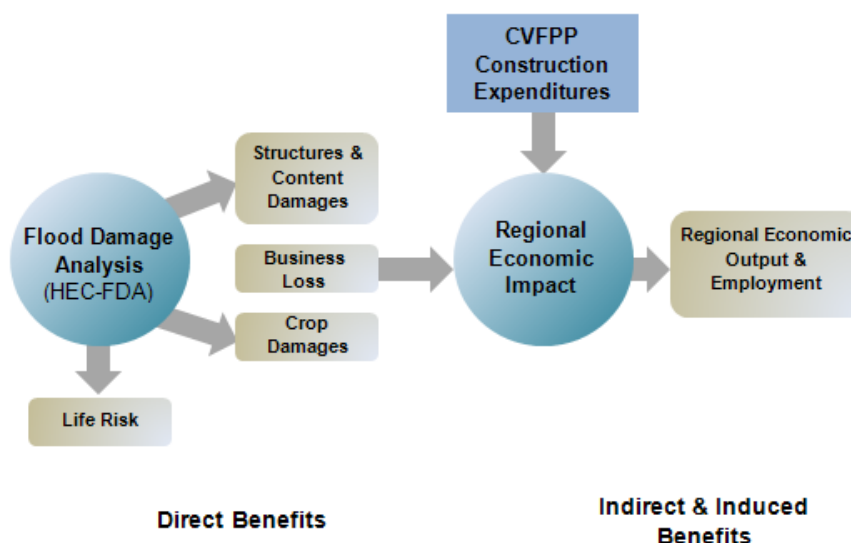 CVFPP
Construction
Expenditures
Structures &
Content
Damages
Flood Damage
Analysis
(HEC-FDA)
Business
Loss
Crop
Damages
Life Risk
Regional
Economic
Impact
Regional Economic
Output &
Employment
Direct Benefits
Indirect & Induced
Benefits